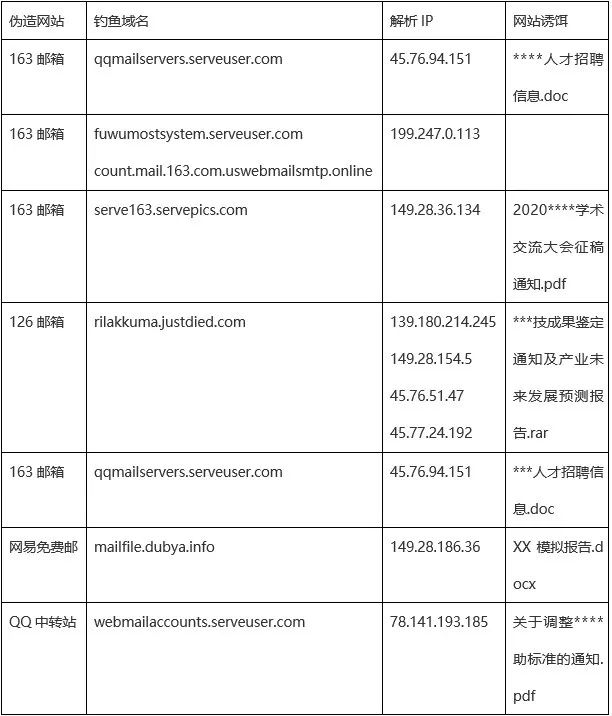 伪造网站 钓鱼域名 解析 IP 网站诱饵
163 邮箱 qqmailservers.serveuser.com 45.76.94.151 ****人才招聘
信息.doc
163 邮箱 fuwumostsystem.serveuser.com 199.247.0.113
count.mail.163.com.uswebmailsmtp.online
163 邮箱 serve163.servepics.com 149.28.36.134 2020****学术
交流大会征稿
通知.pdf
126 邮箱 rilakkuma.justdied.com 139.180.214.245 ***技成果鉴定
149.28.154.5 通知及产业未
45.76.51.47 来发展预测报
45.77.24.192 告.rar
163 邮箱 qqmailservers.serveuser.com 45.76.94.151 ***人才招聘信
息.doc
网易免费邮 mailfile.dubya.info 149.28.186.36 XX 模拟报告.d
ocx
QQ 中转站 webmailaccounts.serveuser.com 78.141.193.185 关于调整****
助标准的通知.
pdf